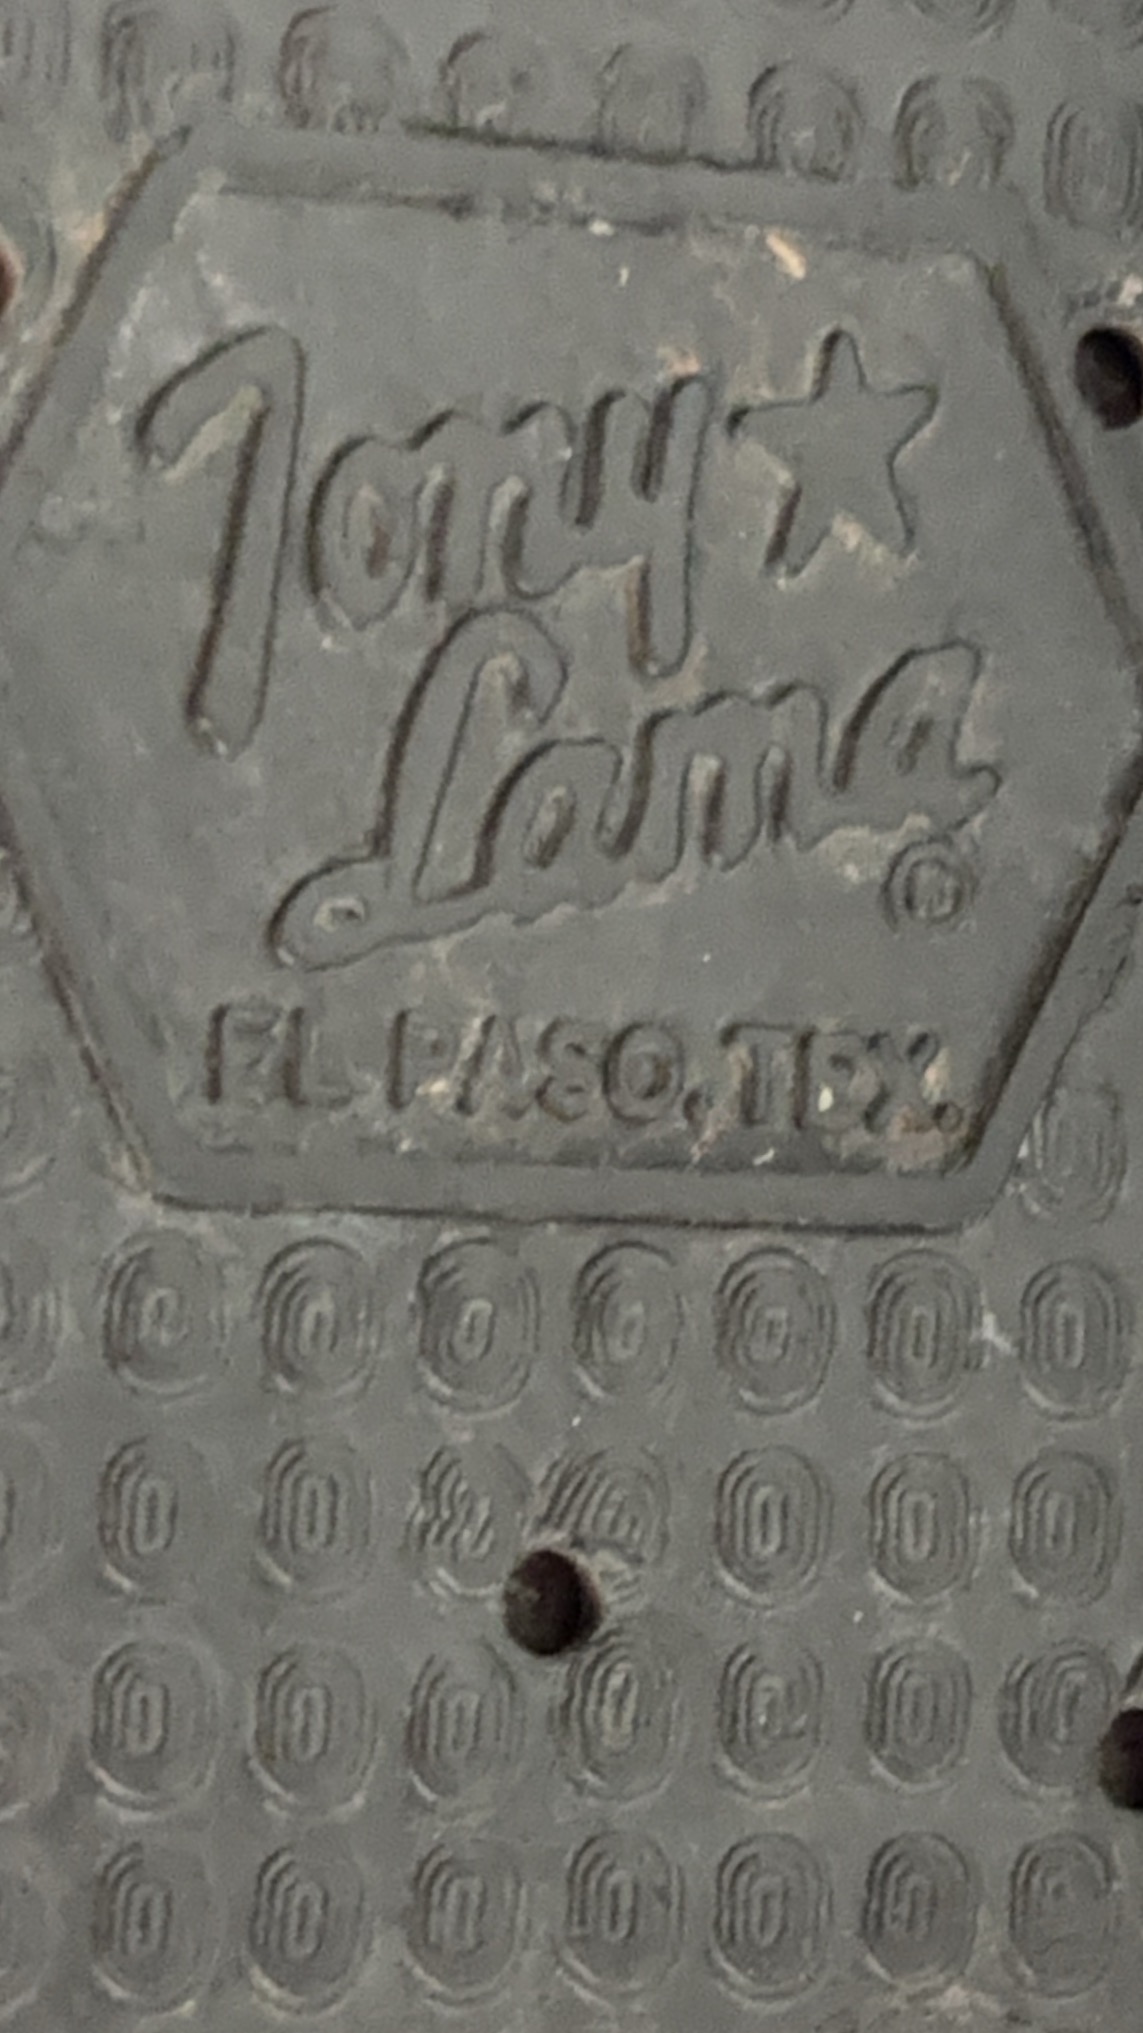 Tony
Lama®
EL PASO, TEX.